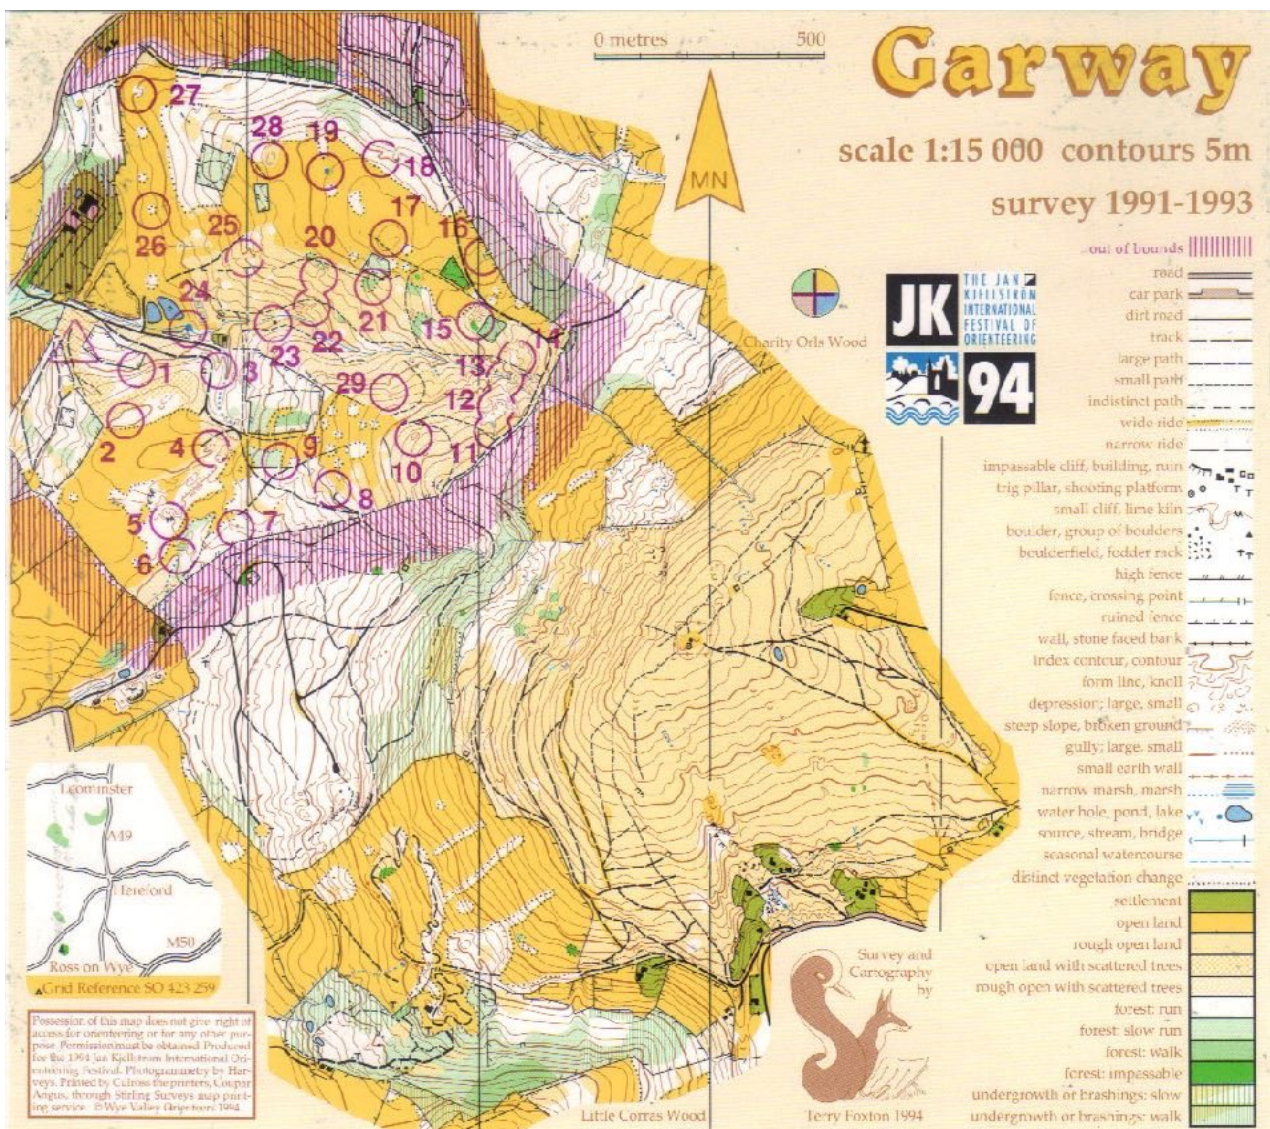 0 metres 500
Garway
scale 1:15 000 contours 5m
survey 1991-1993
MN
27
28
19
18
17
16
26
25
20
24
21
15
22
23
14
13
1
3
29
12
2
4
9
10
11
8
5
7
6
Charity Orls Wood
JK
THE JAN
KJELLSTROM
INTERNATIONAL
FESTIVAL OF
ORIENTEERING
94
out of bounds
road
car park
dirt road
track
large path
small path
indistinct path
wide ride
narrow ride
impassable cliff, building, ruin
trig pillar, shooting platform
small cliff, lime kiln
boulder, group of boulders
boulderfield, fodder rack
high fence
fence, crossing point
ruined fence
wall, stone faced bank
index contour, contour
form line, knoll
depression; large, small
steep slope, broken ground
gully; large, small
small earth wall
narrow marsh, marsh
water hole, pond, lake
source, stream, bridge
seasonal watercourse
distinct vegetation change
settlement
open land
rough open land
open land with scattered trees
rough open with scattered trees
forest: run
forest: slow run
forest: walk
forest: impassable
undergrowth or brashings: slow
undergrowth or brashings: walk
Leominster
A49
Hereford
M50
Ross on Wye
Grid Reference SO 423 259
Possession of this map does not give right of
access for orienteering or for any other pur-
pose. Permission must be obtained. Produced
for the 1994 Jan Kjellstrom International Ori-
enteering Festival. Photogrammetry by Har-
veys. Printed by Culross the printers, Coupar
Angus, through Stirling Surveys map print-
ing service. © Wye Valley Orienteers 1994
Little Corras Wood
Survey and
Cartography
by
Terry Foxton 1994